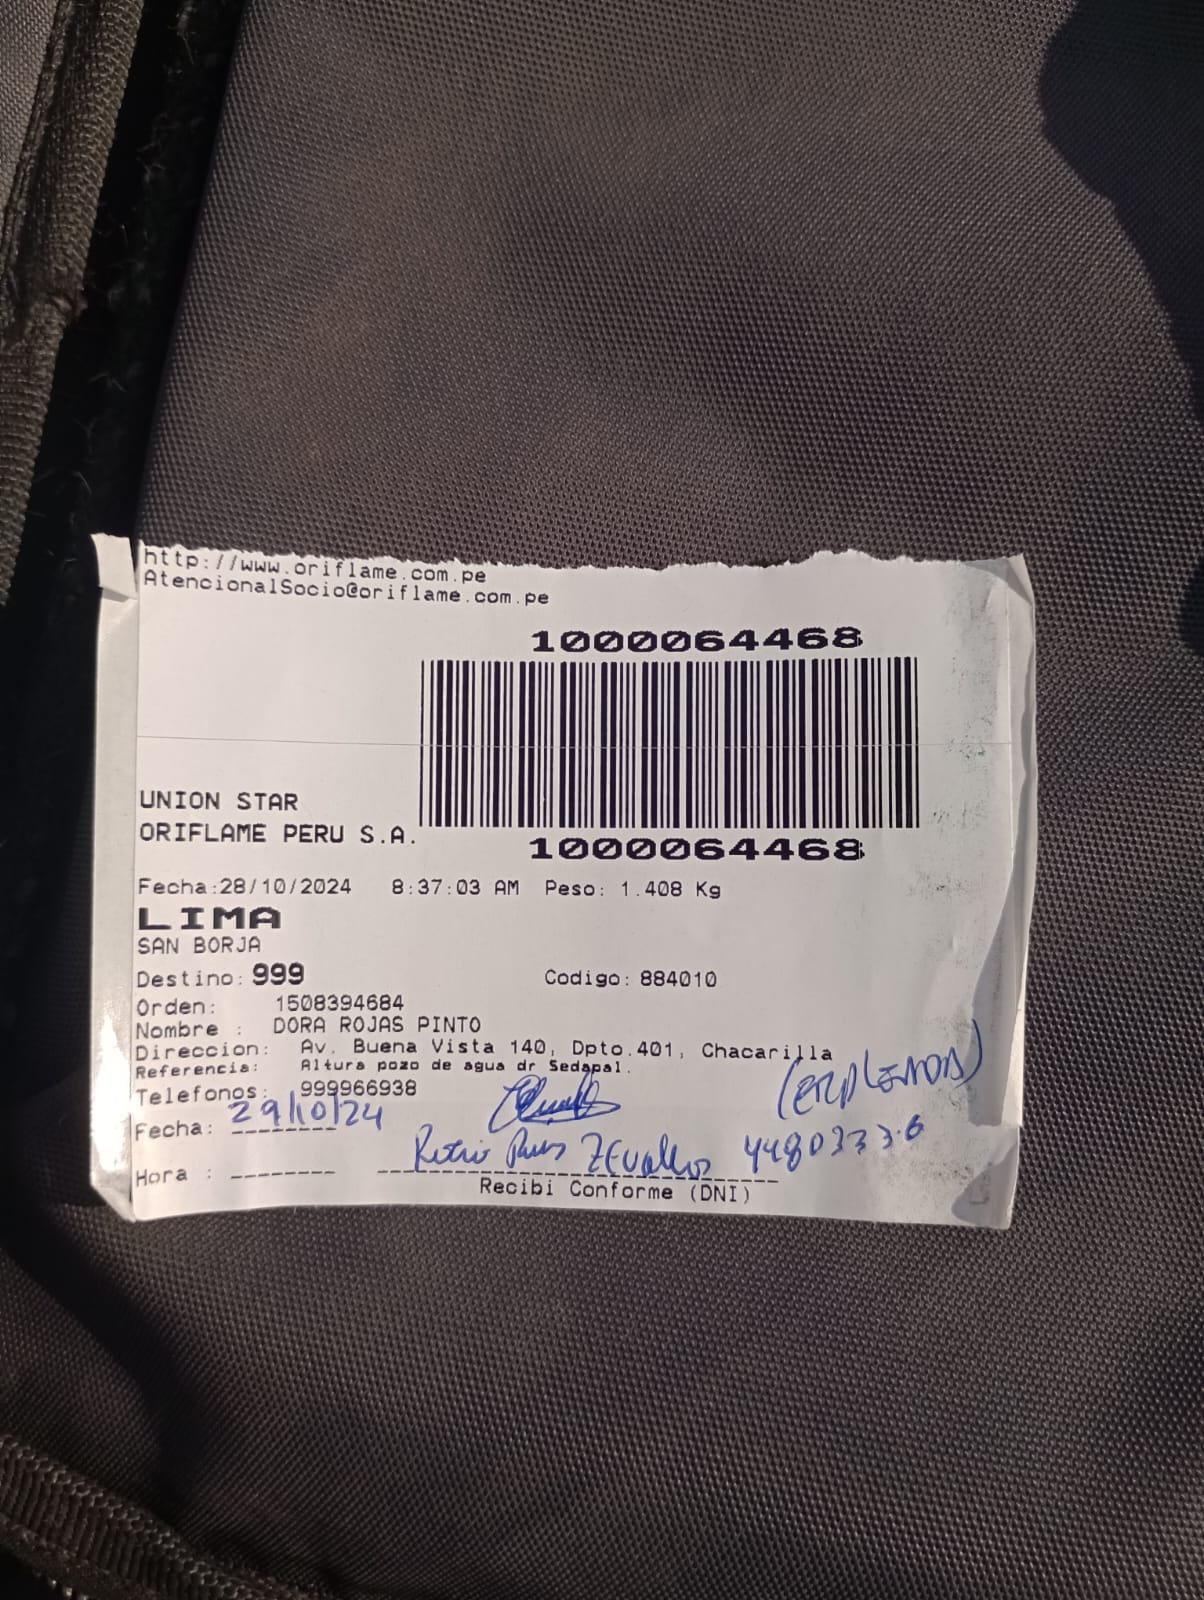 http://www.oriflame.com.pe
AtencionalSocio@oriflame.com.pe
1000064468
UNION STAR
ORIFLAME PERU S.A.
1000064468
Fecha:28/10/2024 8:37:03 AM Peso: 1.408 Kg
LIMA
SAN BORJA
Destino: 999 Codigo: 884010
Orden: 1508394684
Nombre : DORA ROJAS PINTO
Direccion: Av. Buena Vista 140, Dpto.401, Chacarilla
Referencia: Altura pozo de agua dr Sedapal.
Telefonos: 999966938
(EMPLEADA)
Fecha: 29/10/24
44803336
Hora :
Recibi Conforme (DNI)